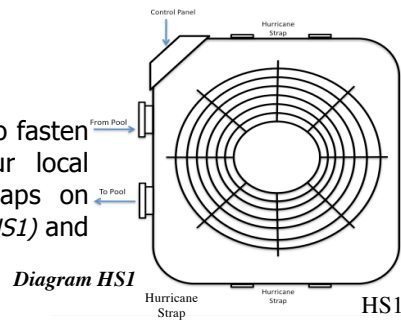 Control Panel
Hurricane
Strap
From Pool
To Pool
o fasten
ur local
aps on
HS1) and
Diagram HS1
Hurricane
Strap
Hurricane
Strap
HS1